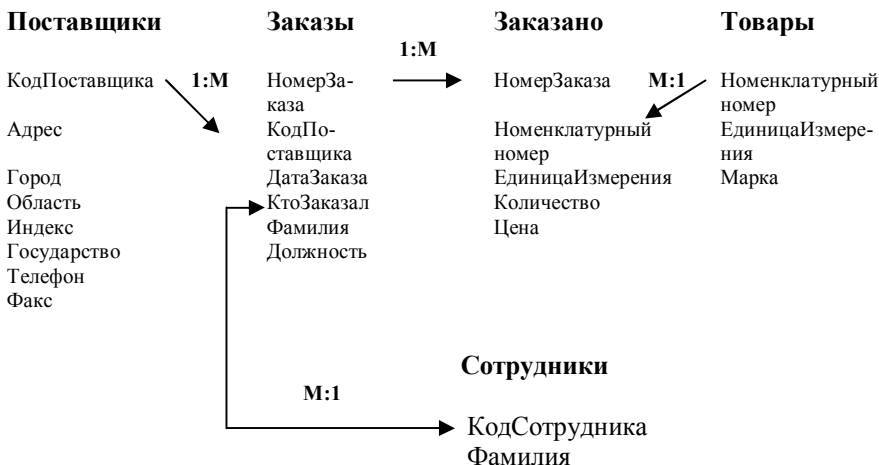 Поставщики Заказы Заказано Товары
1:М
КодПоставщика 1:М НомерЗа- НомерЗаказа М:1 Номенклатурный
каза номер
Адрес КодПо- Номенклатурный ЕдиницаИзмере-
ставщика номер ния
Город ДатаЗаказа ЕдиницаИзмерения Марка
Область КтоЗаказал Количество
Индекс Фамилия Цена
Государство Должность
Телефон
Факс
Сотрудники
М:1
КодСотрудника
Фамилия